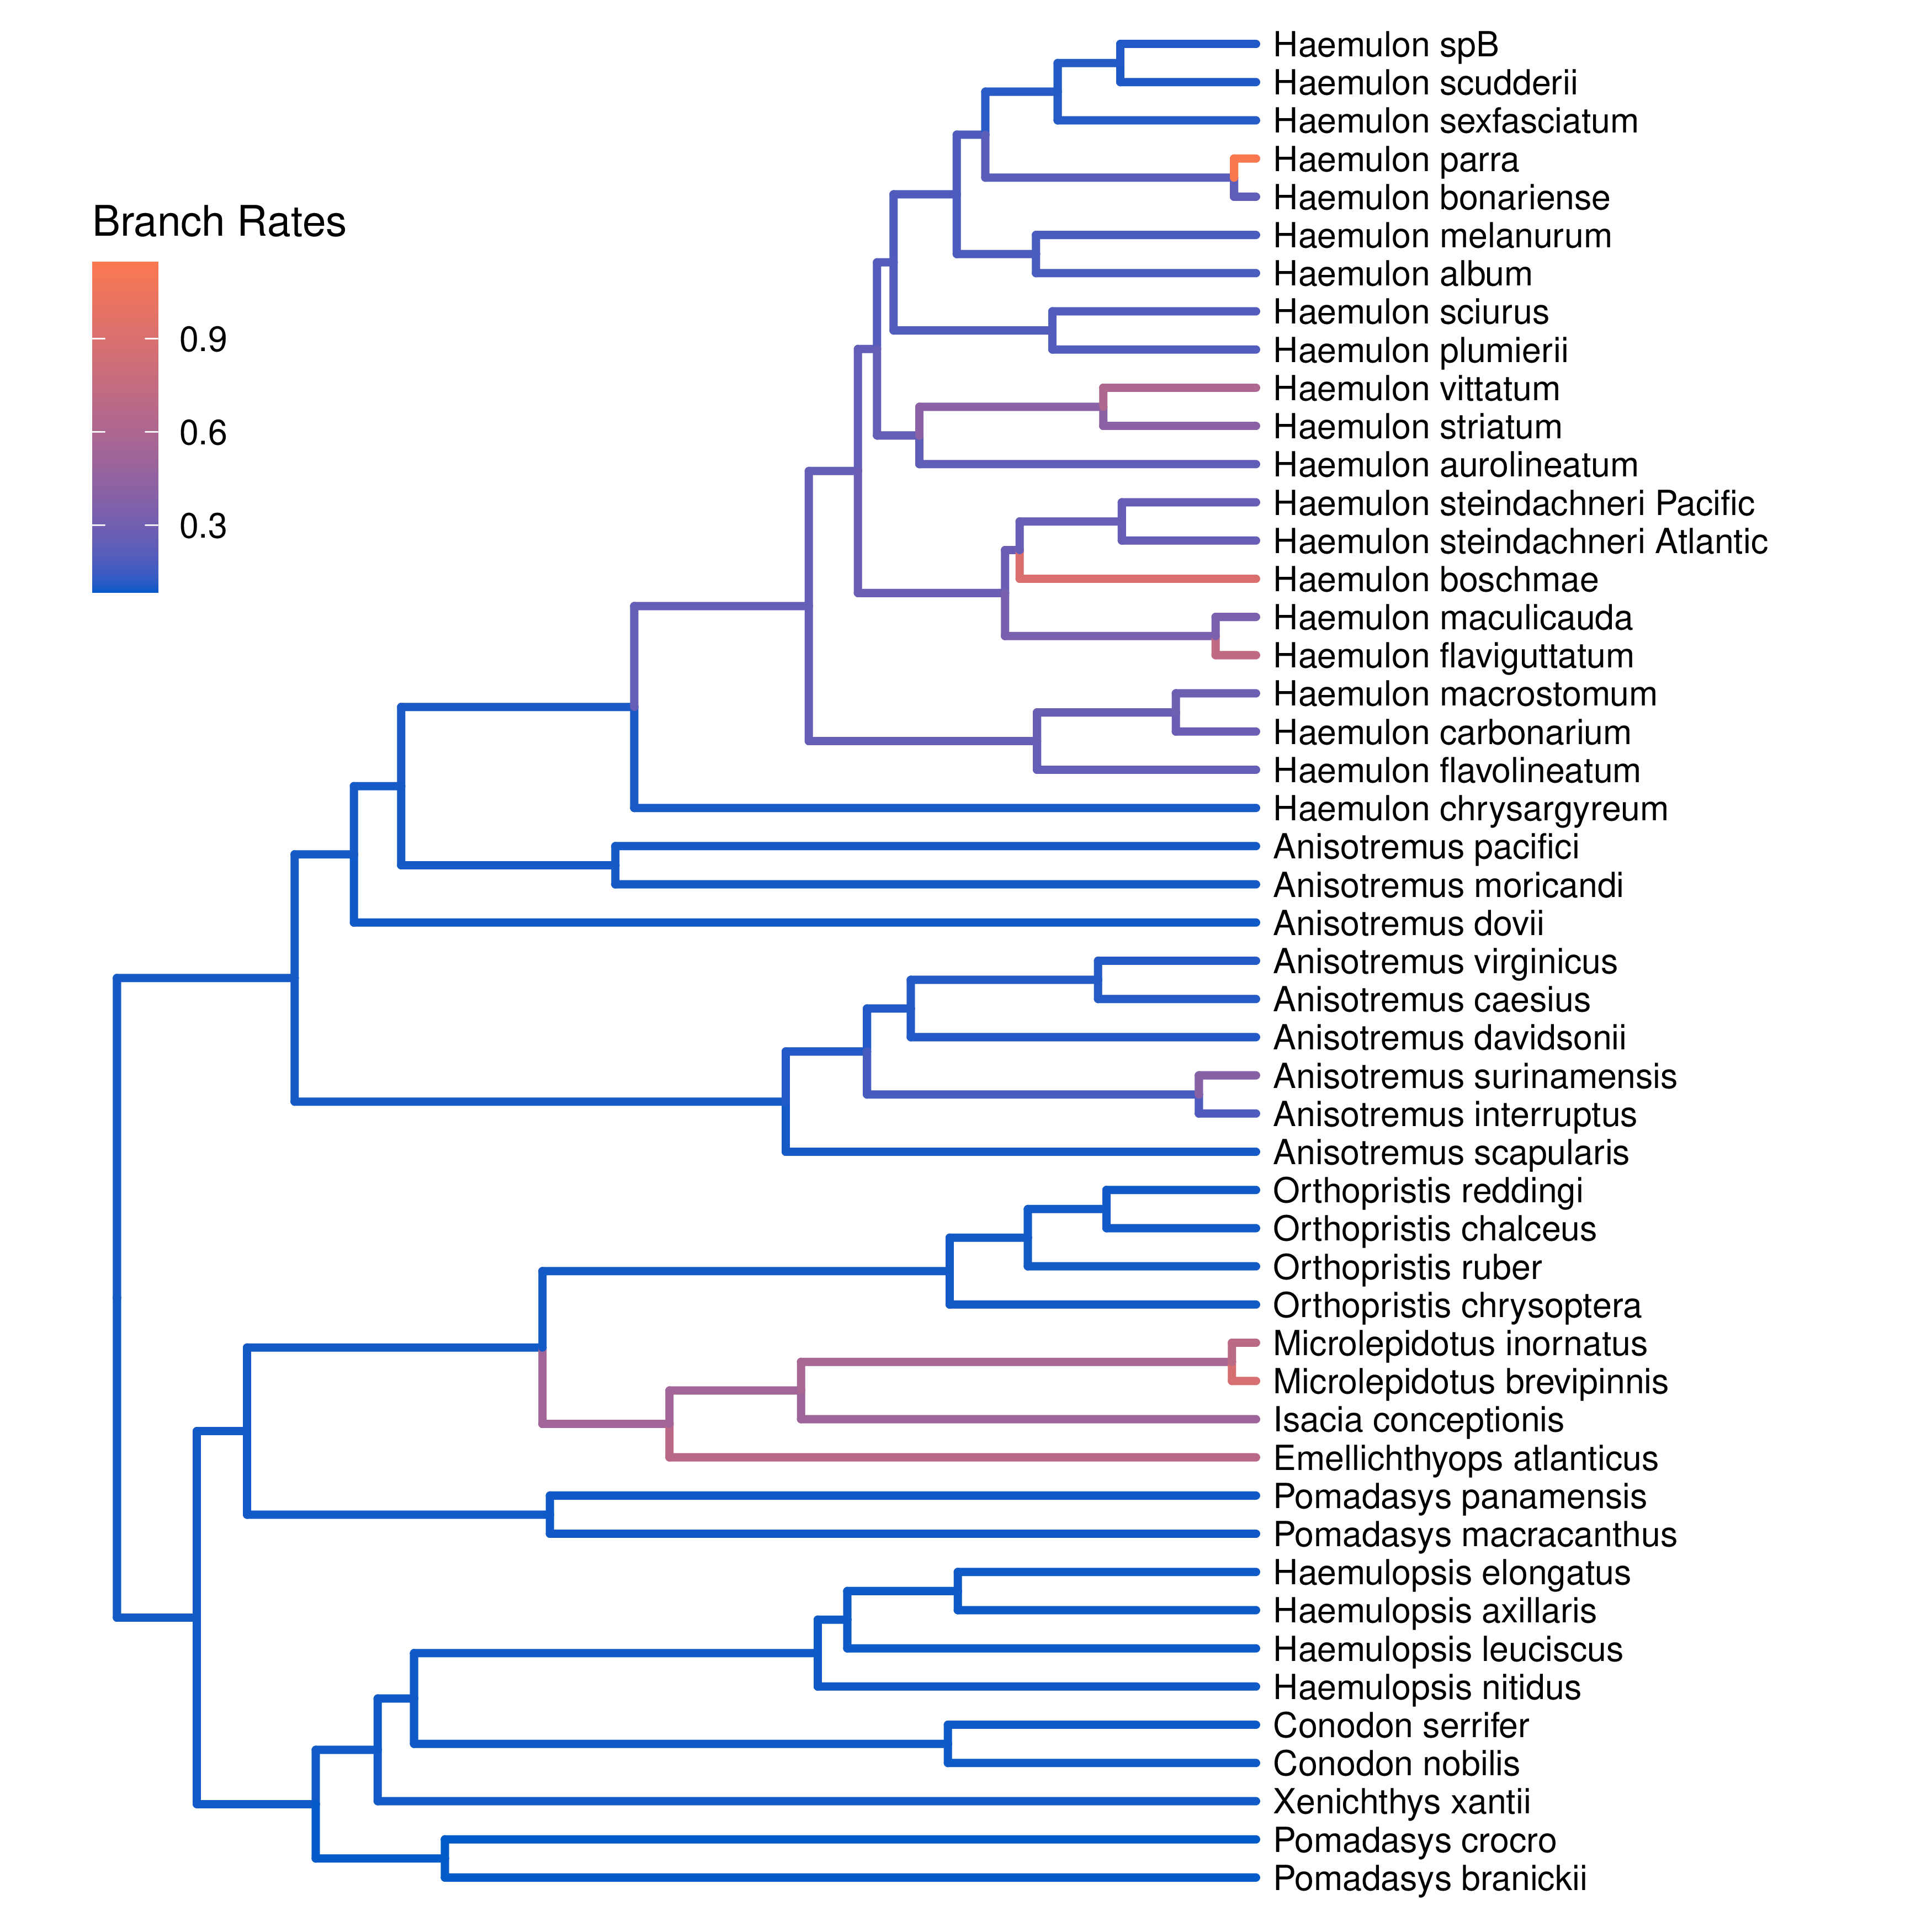 Haemulon spB
Haemulon scudderii
Haemulon sexfasciatum
Haemulon parra
Haemulon bonariense
Branch Rates
Haemulon melanurum
Haemulon album
Haemulon sciurus
0.9
Haemulon plumierii
Haemulon vittatum
Haemulon striatum
0.6
Haemulon aurolineatum
Haemulon steindachneri Pacific
0.3
Haemulon steindachneri Atlantic
Haemulon boschmae
Haemulon maculicauda
Haemulon flaviguttatum
Haemulon macrostomum
Haemulon carbonarium
Haemulon flavolineatum
Haemulon chrysargyreum
Anisotremus pacifici
Anisotremus moricandi
Anisotremus dovii
Anisotremus virginicus
Anisotremus caesius
Anisotremus davidsonii
Anisotremus surinamensis
Anisotremus interruptus
Anisotremus scapularis
Orthopristis reddingi
Orthopristis chalceus
Orthopristis ruber
Orthopristis chrysoptera
Microlepidotus inornatus
Microlepidotus brevipinnis
Isacia conceptionis
Emellichthyops atlanticus
Pomadasys panamensis
Pomadasys macracanthus
Haemulopsis elongatus
Haemulopsis axillaris
Haemulopsis leuciscus
Haemulopsis nitidus
Conodon serrifer
Conodon nobilis
Xenichthys xantii
Pomadasys crocro
Pomadasys branickii